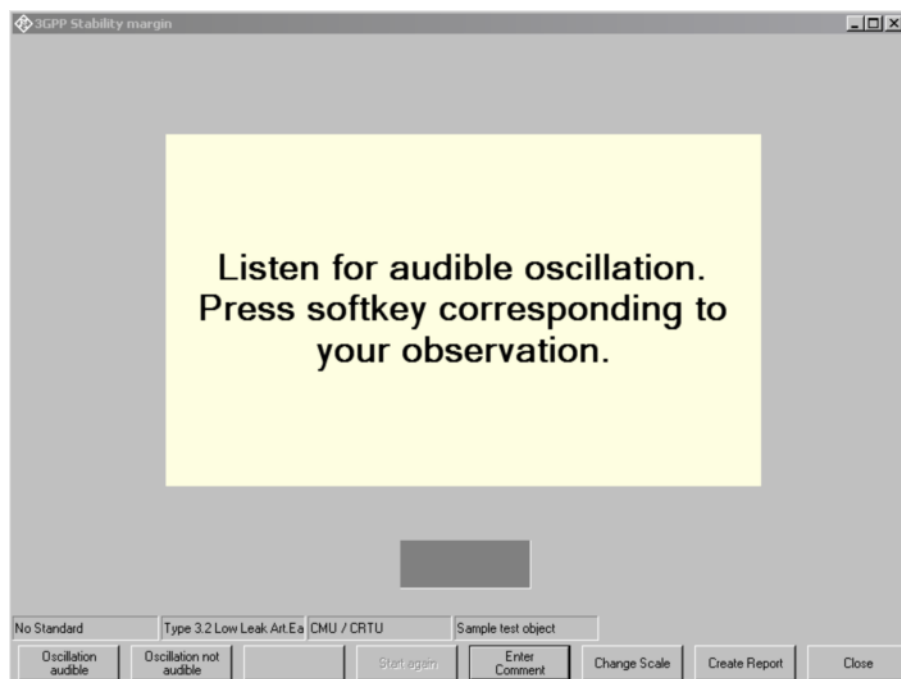 3GPP Stability margin
Listen for audible oscillation.
Press softkey corresponding to
your observation.
No Standard
Type 3.2 Low Leak Art.Ea
CMU / CRTU
Sample test object
Oscillation
audible
Oscillation not
audible
Start again
Enter
Comment
Change Scale
Create Report
Close